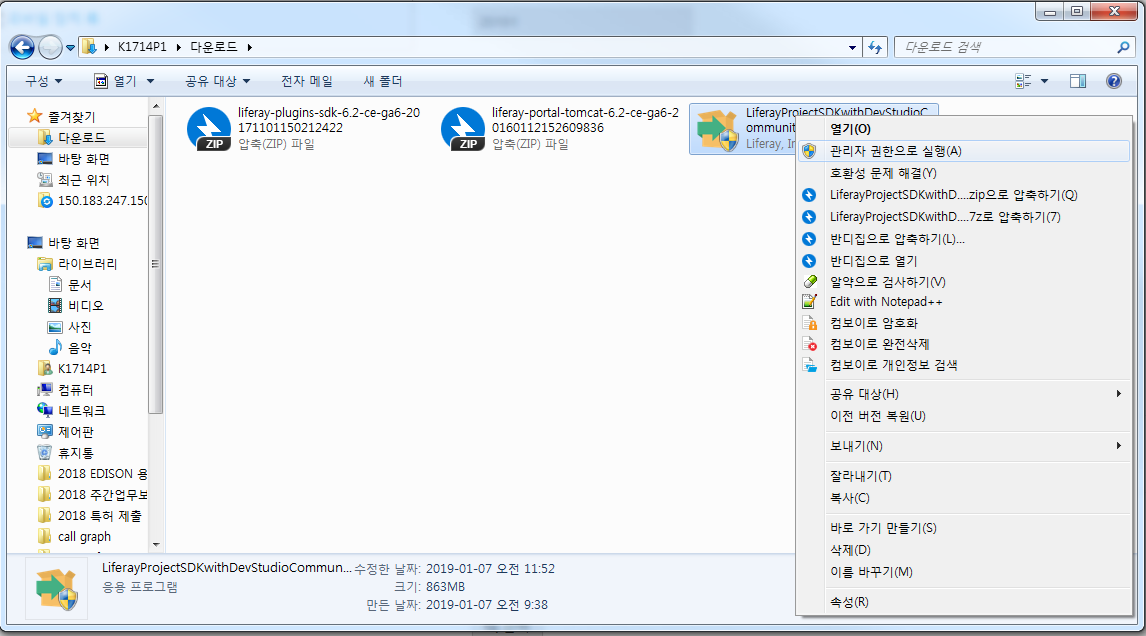 K1714P1 다운로드
다운로드 검색
구성 열기 공유 대상 전자 메일 새 폴더
즐겨찾기
다운로드
바탕 화면
최근 위치
150.183.247.150
바탕 화면
라이브러리
문서
비디오
사진
음악
K1714P1
컴퓨터
네트워크
제어판
휴지통
2018 EDISON 용
2018 주간업무보
2018 특허 제출
call graph
liferay-plugins-sdk-6.2-ce-ga6-20
171101150212422
압축(ZIP) 파일
ZIP
liferay-portal-tomcat-6.2-ce-ga6-2
0160112152609836
압축(ZIP) 파일
ZIP
LiferayProjectSDKwithDevStudioC
ommunit
Liferay, In
열기(O)
관리자 권한으로 실행(A)
호환성 문제 해결(Y)
LiferayProjectSDKwithD....zip으로 압축하기(Q)
LiferayProjectSDKwithD....7z로 압축하기(7)
반디집으로 압축하기(L)...
반디집으로 열기
알약으로 검사하기(V)
Edit with Notepad++
컴보이로 암호화
컴보이로 완전삭제
컴보이로 개인정보 검색
공유 대상(H)
이전 버전 복원(U)
보내기(N)
잘라내기(T)
복사(C)
바로 가기 만들기(S)
삭제(D)
이름 바꾸기(M)
속성(R)
LiferayProjectSDKwithDevStudioCommun... 수정한 날짜: 2019-01-07 오전 11:52
응용 프로그램 크기: 863MB
만든 날짜: 2019-01-07 오전 9:38